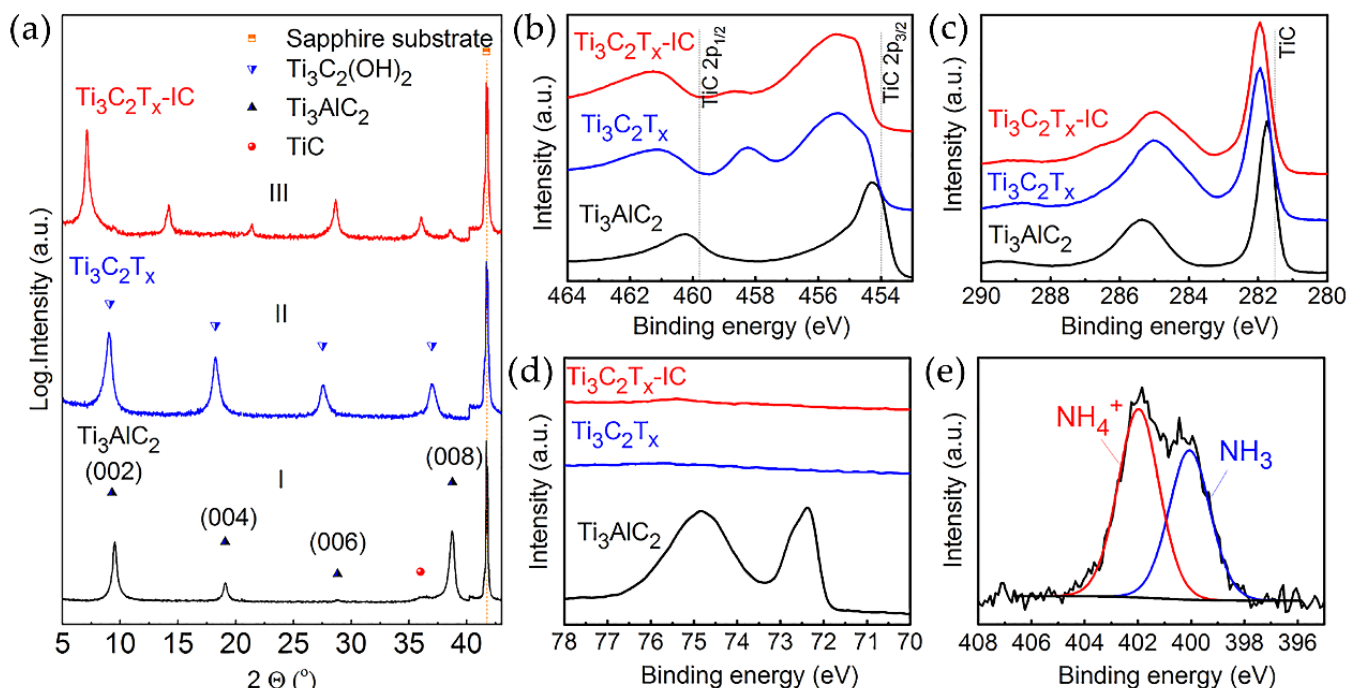 (a)
Sapphire substrate
Ti₃C₂(OH)₂
Ti₃AlC₂
TiC
Ti₃C₂Tₓ-IC
III
Ti₃C₂Tₓ
II
Ti₃AlC₂
(002)
(004)
(006)
(008)
I
Log.Intensity (a.u.)
5 10 15 20 25 30 35 40
2 Θ (°)
(b)
Ti₃C₂Tₓ-IC
Ti₃C₂Tₓ
Ti₃AlC₂
TiC 2p₁/₂
TiC 2p₃/₂
Intensity (a.u.)
464 462 460 458 456 454
Binding energy (eV)
(c)
TiC
Ti₃C₂Tₓ-IC
Ti₃C₂Tₓ
Ti₃AlC₂
Intensity (a.u.)
290 288 286 284 282 280
Binding energy (eV)
(d)
Ti₃C₂Tₓ-IC
Ti₃C₂Tₓ
Ti₃AlC₂
Intensity (a.u.)
78 77 76 75 74 73 72 71 70
Binding energy (eV)
(e)
NH₄⁺
NH₃
Intensity (a.u.)
408 406 404 402 400 398 396
Binding energy (eV)